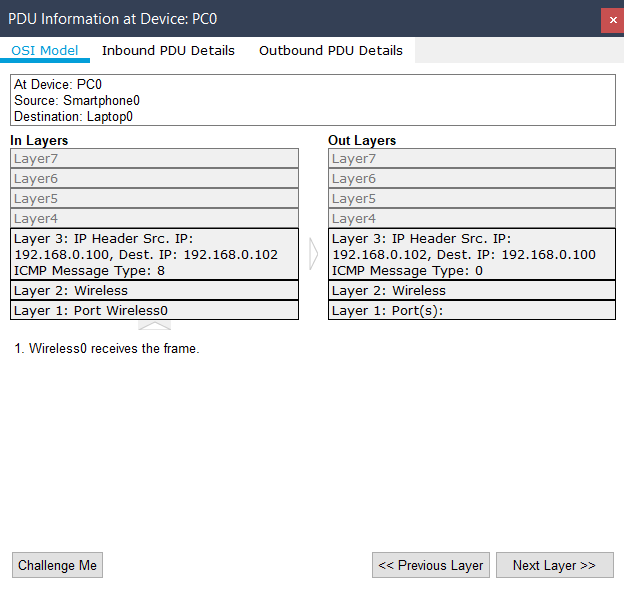 PDU Information at Device: PC0
×
OSI Model Inbound PDU Details Outbound PDU Details
At Device: PC0
Source: Smartphone0
Destination: Laptop0
In Layers
Layer7
Layer6
Layer5
Layer4
Layer 3: IP Header Src. IP:
192.168.0.100, Dest. IP: 192.168.0.102
ICMP Message Type: 8
Layer 2: Wireless
Layer 1: Port Wireless0
Out Layers
Layer7
Layer6
Layer5
Layer4
Layer 3: IP Header Src. IP:
192.168.0.102, Dest. IP: 192.168.0.100
ICMP Message Type: 0
Layer 2: Wireless
Layer 1: Port(s):
1. Wireless0 receives the frame.
Challenge Me << Previous Layer Next Layer >>